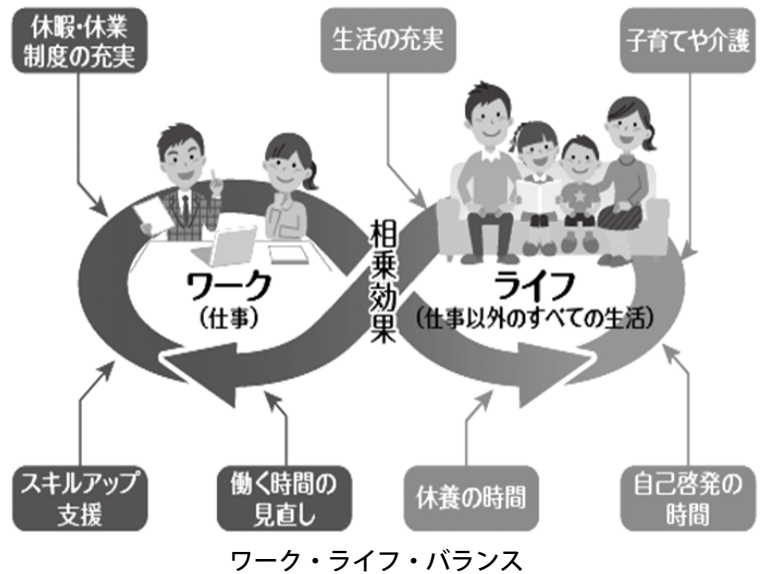 休暇・休業
制度の充実
生活の充実
子育てや介護
相乗効果
ワーク
（仕事）
ライフ
（仕事以外のすべての生活）
スキルアップ
支援
働く時間の
見直し
休養の時間
自己啓発の
時間
ワーク・ライフ・バランス